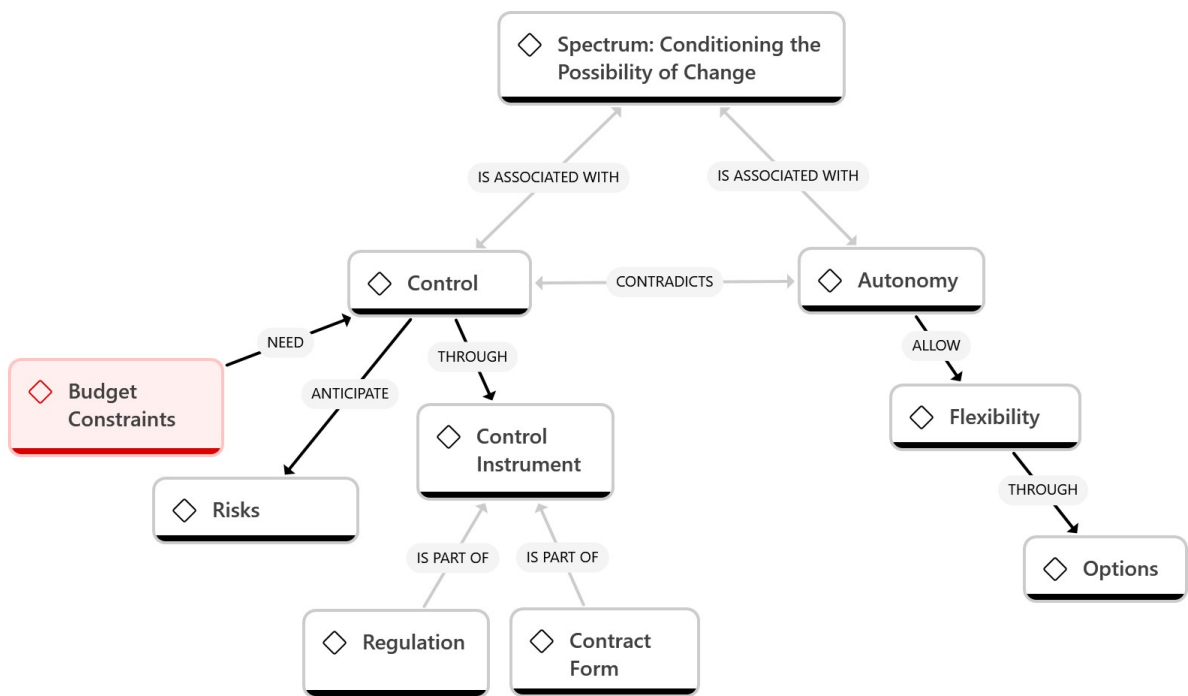 Spectrum: Conditioning the
Possibility of Change
IS ASSOCIATED WITH
IS ASSOCIATED WITH
Control
CONTRADICTS
Autonomy
NEED
THROUGH
ALLOW
Budget
Constraints
ANTICIPATE
Control
Instrument
Flexibility
Risks
THROUGH
IS PART OF
IS PART OF
Options
Regulation
Contract
Form